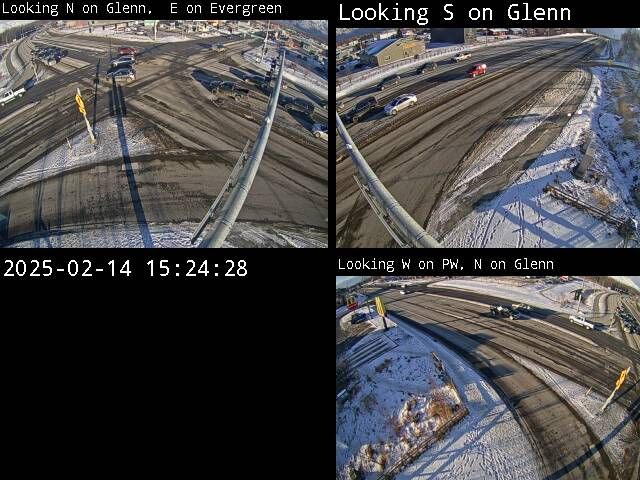 Looking N on Glenn,  E on Evergreen
Looking S on Glenn
2025-02-14 15:24:28
Looking W on PW, N on Glenn